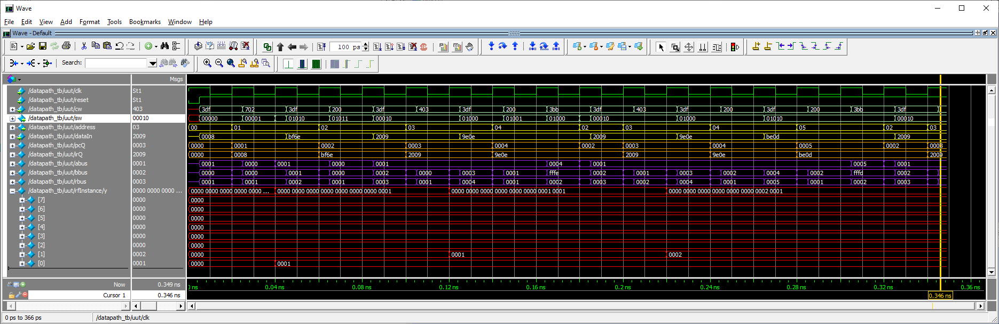 Wave
File Edit View Add Format Tools Bookmarks Window Help
Wave - Default
100 ps
Search:
Msgs
/datapath_tb/uut/clk St1
/datapath_tb/uut/reset St1
/datapath_tb/uut/cw 403 3df 702 3df 200 3df 403 3df 200 3bb 3df 403 3df 200 3df 200 3bb 3df
/datapath_tb/uut/sw 00010 00000 00001 01010 01011 00010 01000 01001 01000 00010 01000 01010 00010
/datapath_tb/uut/address 03 00 01 02 03 04 02 03 04 05 02 03
/datapath_tb/uut/dataIn 2009 0008 bf6e 2009 9e0e 2009 9e0e be0d 2009
/datapath_tb/uut/pcQ 0003 0000 0001 0002 0003 0004 0002 0003 0004 0005 0002 0003
/datapath_tb/uut/irQ 2009 0000 0008 bf6e 2009 9e0e 2009 9e0e be0d 2009
/datapath_tb/uut/abus 0001 0001 0000 0001 0000 0001 0004 0001 0005 0001
/datapath_tb/uut/bbus 0002 0000 0000 0001 0000 0002 0000 0003 0001 fffe 0002 0001 0003 0002 0004 0002 fffd 0002
/datapath_tb/uut/rbus 0003 0001 0001 0002 0001 0003 0001 0004 0001 0002 0003 0002 0004 0001 0005 0001 0002 0003
/datapath_tb/uut/rfInstance/y 0000 0000 0000 ... 0000 0000 0000 0000 0000 0000 ... 0000 0000 0000 0000 0000 0000 0000 0001 0000 0000 0000 0000 0000 0000 0001 0001 0000 0000 0000 0000 0000 0000 0002 0001
[7] 0000 0000
[6] 0000 0000
[5] 0000 0000
[4] 0000 0000
[3] 0000 0000
[2] 0000 0000
[1] 0002 0000 0001 0002
[0] 0001 0000 0001
Now 0.349 ns
ns 0.04 ns 0.08 ns 0.12 ns 0.16 ns 0.2 ns 0.24 ns 0.28 ns 0.32 ns 0.36 ns
Cursor 1 0.346 ns 0.346 ns
0 ps to 366 ps /datapath_tb/uut/clk